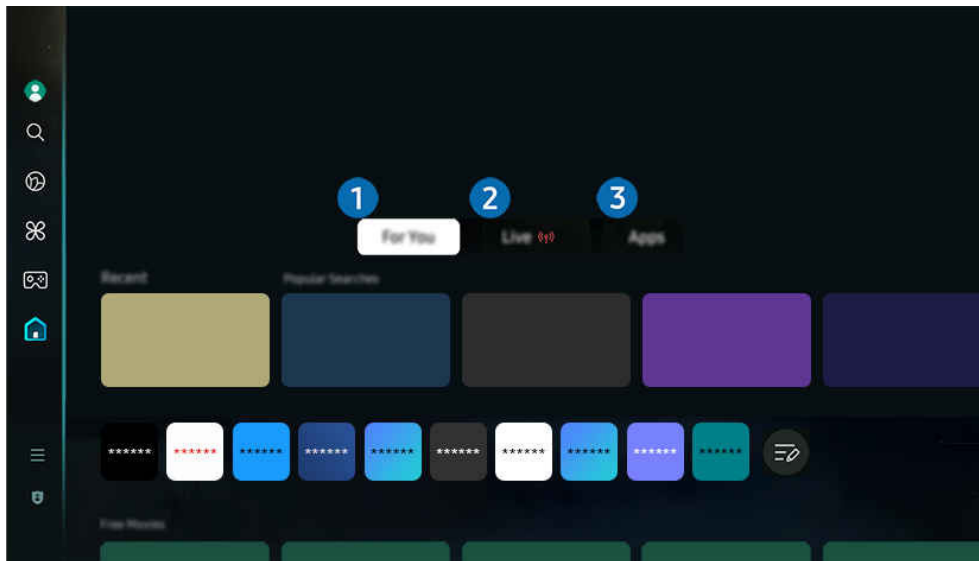 1 2 3
For You Live Apps
Recent Popular Searches
****** ****** ****** ****** ****** ****** ****** ****** ****** ******
Free Movies